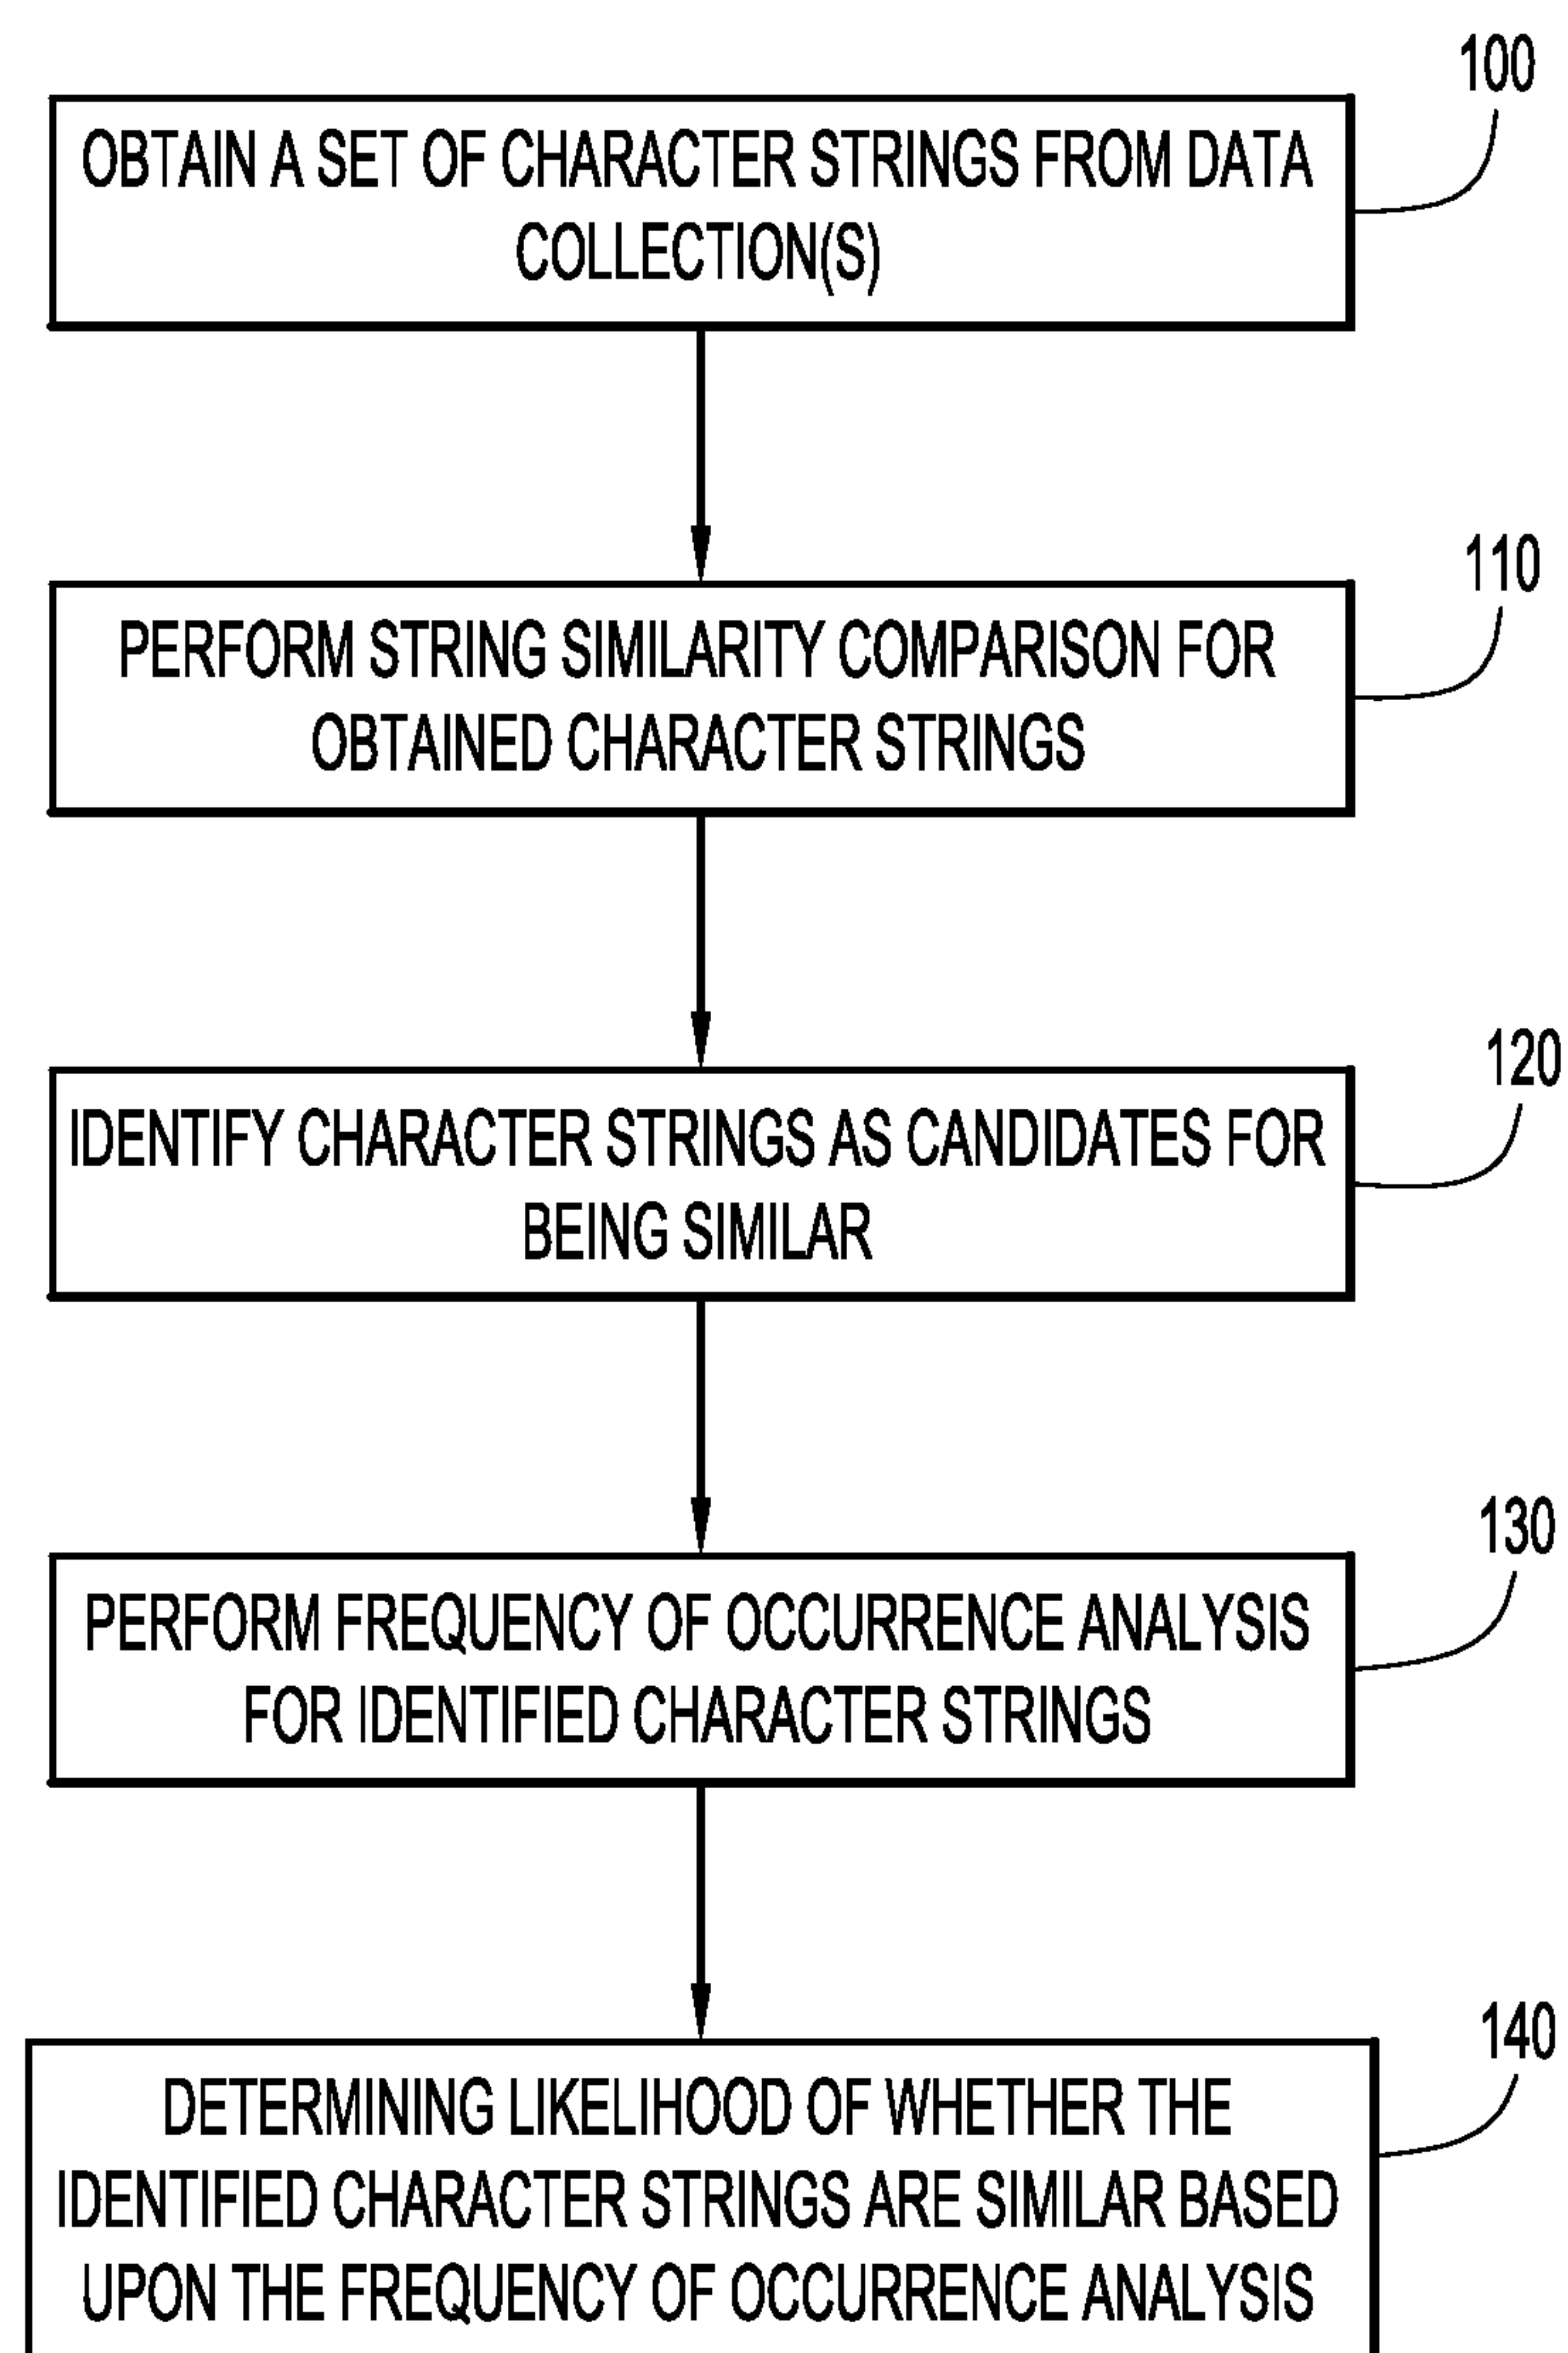 100
OBTAIN A SET OF CHARACTER STRINGS FROM DATA
COLLECTION(S)
110
PERFORM STRING SIMILARITY COMPARISON FOR
OBTAINED CHARACTER STRINGS
120
IDENTIFY CHARACTER STRINGS AS CANDIDATES FOR
BEING SIMILAR
130
PERFORM FREQUENCY OF OCCURRENCE ANALYSIS
FOR IDENTIFIED CHARACTER STRINGS
140
DETERMINING LIKELIHOOD OF WHETHER THE
IDENTIFIED CHARACTER STRINGS ARE SIMILAR BASED
UPON THE FREQUENCY OF OCCURRENCE ANALYSIS